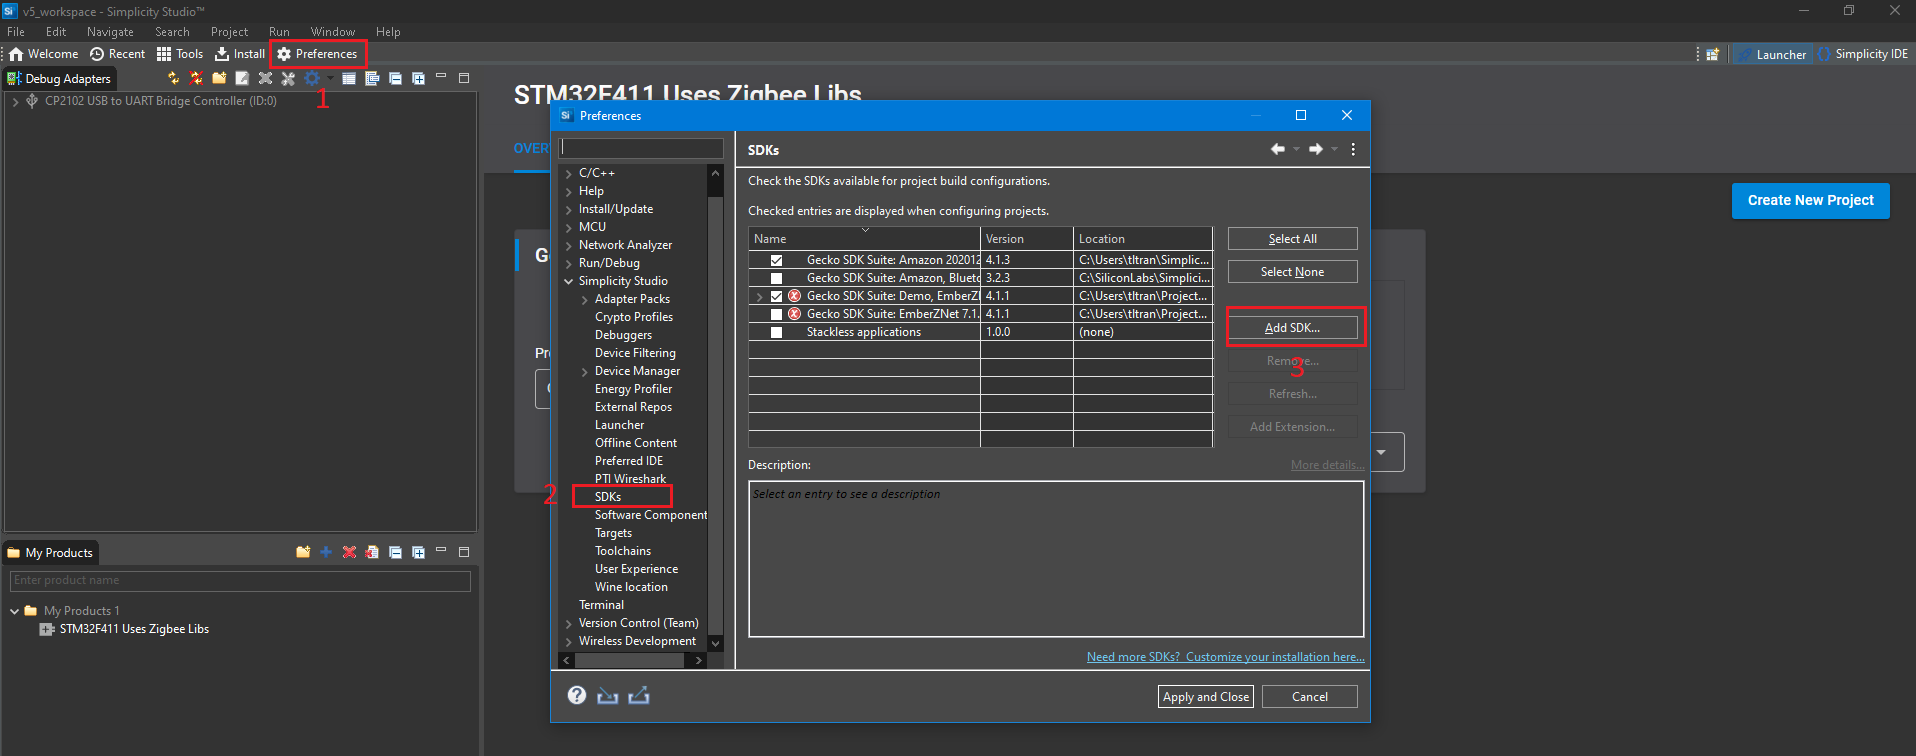 v5_workspace - Simplicity Studio™
File Edit Navigate Search Project Run Window Help
Welcome Recent Tools Install Preferences
Launcher Simplicity IDE
Debug Adapters
1
CP2102 USB to UART Bridge Controller (ID:0)
STM32F411 Uses Zigbee Libs
OVER
Create New Project
My Products
Enter product name
My Products 1
STM32F411 Uses Zigbee Libs
Preferences
C/C++
Help
Install/Update
MCU
Network Analyzer
Run/Debug
Simplicity Studio
Adapter Packs
Crypto Profiles
Debuggers
Device Filtering
Device Manager
Energy Profiler
External Repos
Launcher
Offline Content
Preferred IDE
PTI Wireshark
2
SDKs
Software Component
Targets
Toolchains
User Experience
Wine location
Terminal
Version Control (Team)
Wireless Development
SDKs
Check the SDKs available for project build configurations.
Checked entries are displayed when configuring projects.
Name Version Location
Gecko SDK Suite: Amazon 202012 4.1.3 C:\Users\tltran\Simplic...
Gecko SDK Suite: Amazon, Blueto 3.2.3 C:\SiliconLabs\Simplici...
Gecko SDK Suite: Demo, EmberZI 4.1.1 C:\Users\tltran\Project...
Gecko SDK Suite: EmberZNet 7.1. 4.1.1 C:\Users\tltran\Project...
Stackless applications 1.0.0 (none)
Select All
Select None
Add SDK...
3
Remove...
Refresh...
Add Extension...
Description:
More details...
Select an entry to see a description
Need more SDKs? Customize your installation here...
Apply and Close Cancel